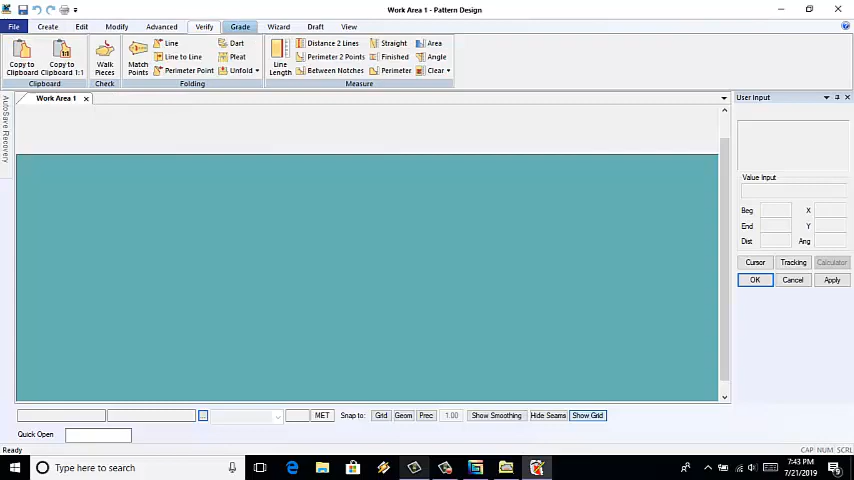 Work Area 1 - Pattern Design
File Create Edit Modify Advanced Verify Grade Wizard Draft View
Copy to Clipboard
Copy to Clipboard 1:1
Clipboard
Walk Pieces
Check
Match Points
Line
Line to Line
Perimeter Point
Dart
Pleat
Unfold
Folding
Line Length
Distance 2 Lines
Perimeter 2 Points
Between Notches
Straight
Finished
Perimeter
Area
Angle
Clear
Measure
AutoSave Recovery
Work Area 1
User Input
Value Input
Beg X
End Y
Dist Ang
Cursor Tracking Calculator
OK Cancel Apply
MET Snap to: Grid Geom Prec 1.00 Show Smoothing Hide Seams Show Grid
Quick Open
Ready CAP NUM SCRL
Type here to search
7:43 PM
7/21/2019